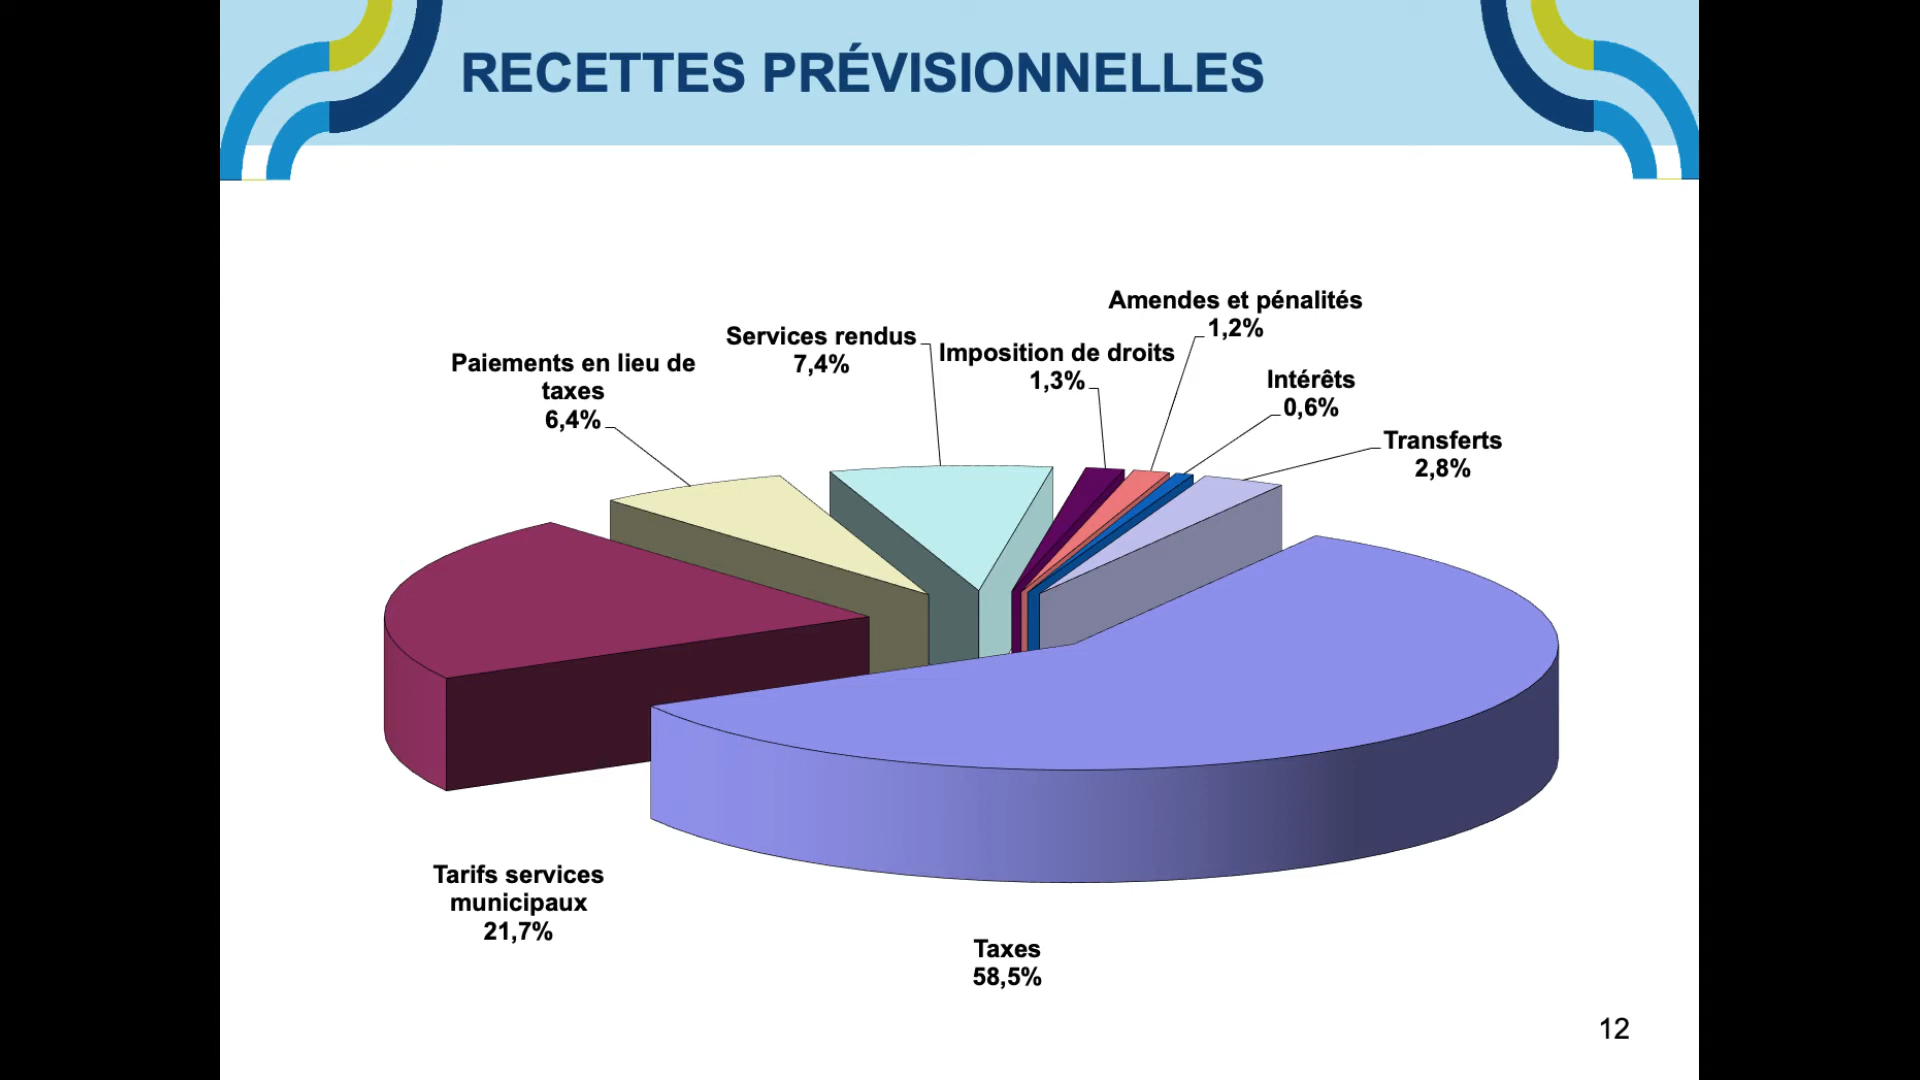 RECETTES PRÉVISIONNELLES
Amendes et pénalités
1,2%
Services rendus
7,4%
Imposition de droits
1,3%
Paiements en lieu de
taxes
6,4%
Intérêts
0,6%
Transferts
2,8%
Tarifs services
municipaux
21,7%
Taxes
58,5%
12